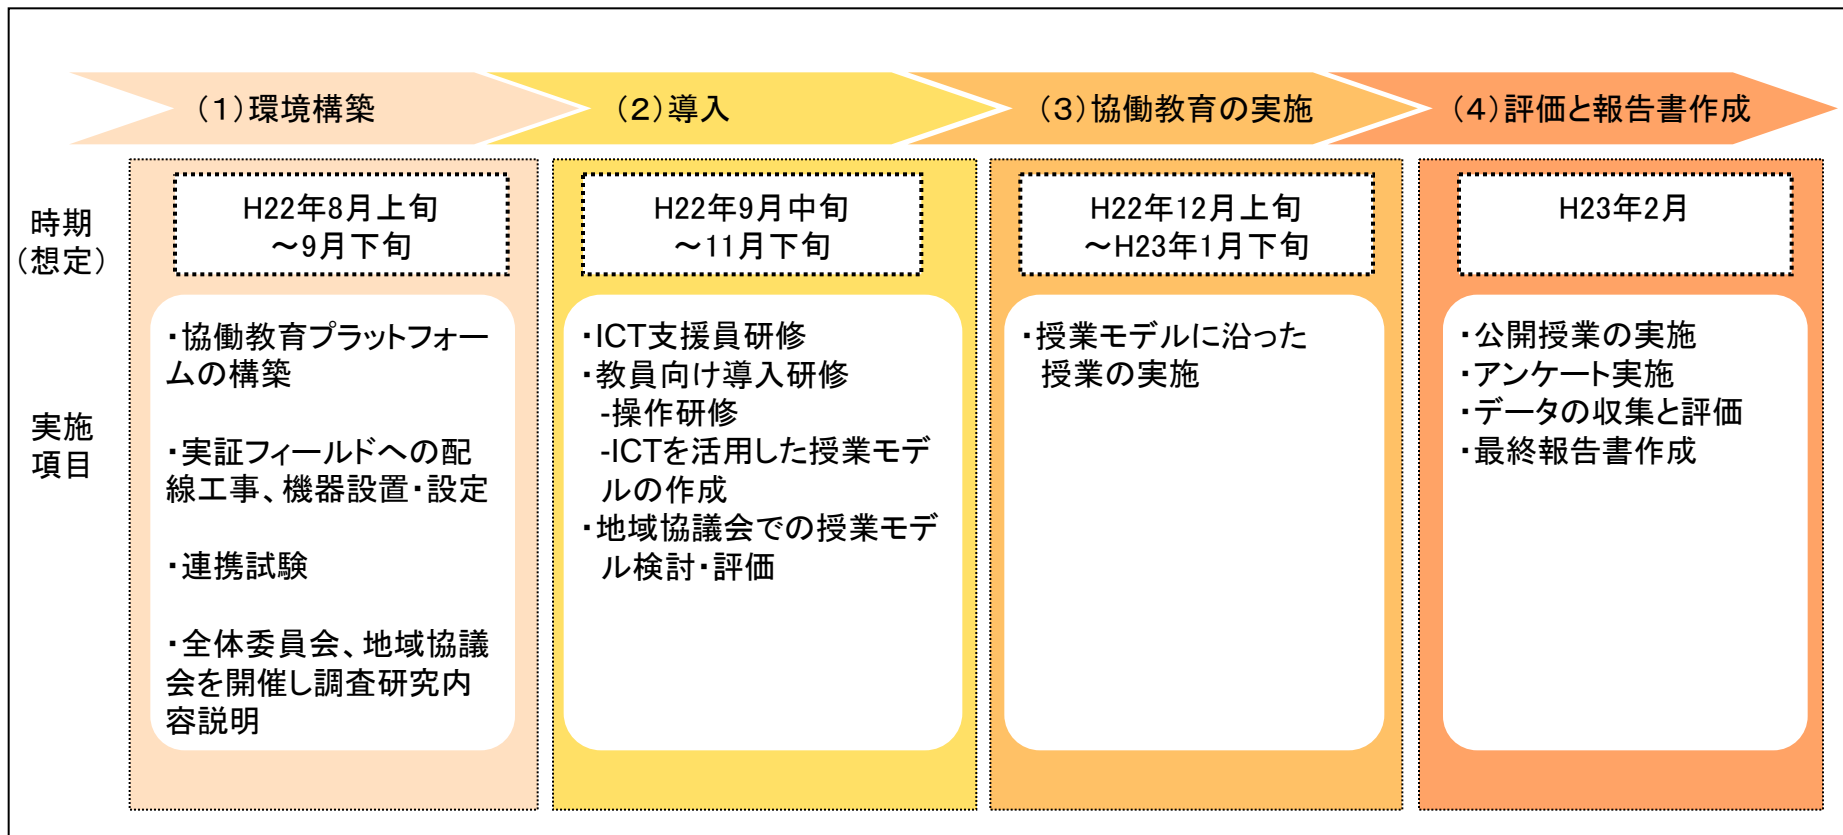 (1)環境構築
(2)導入
(3)協働教育の実施
(4)評価と報告書作成
時期
(想定)
H22年8月上旬
～9月下旬
H22年9月中旬
～11月下旬
H22年12月上旬
～H23年1月下旬
H23年2月
実施
項目
・協働教育プラットフォー
ムの構築
・実証フィールドへの配
線工事、機器設置・設定
・連携試験
・全体委員会、地域協議
会を開催し調査研究内
容説明
・ICT支援員研修
・教員向け導入研修
-操作研修
-ICTを活用した授業モデ
ルの作成
・地域協議会での授業モデ
ル検討・評価
・授業モデルに沿った
授業の実施
・公開授業の実施
・アンケート実施
・データの収集と評価
・最終報告書作成